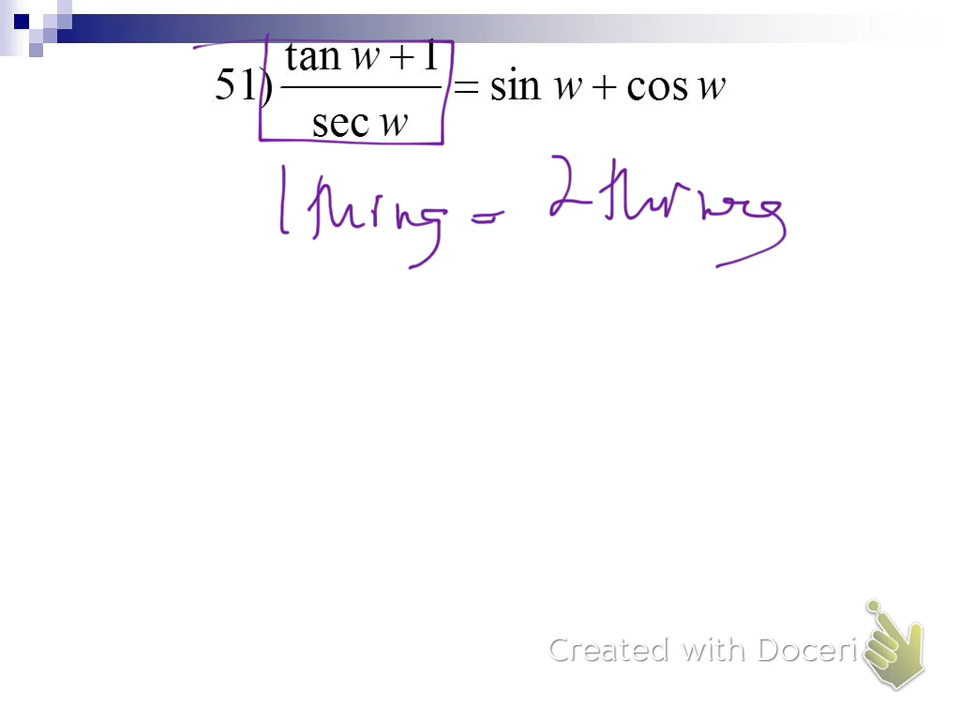 51) tan w + 1 / sec w = sin w + cos w
1 thing = 2 things
Created with Doceri